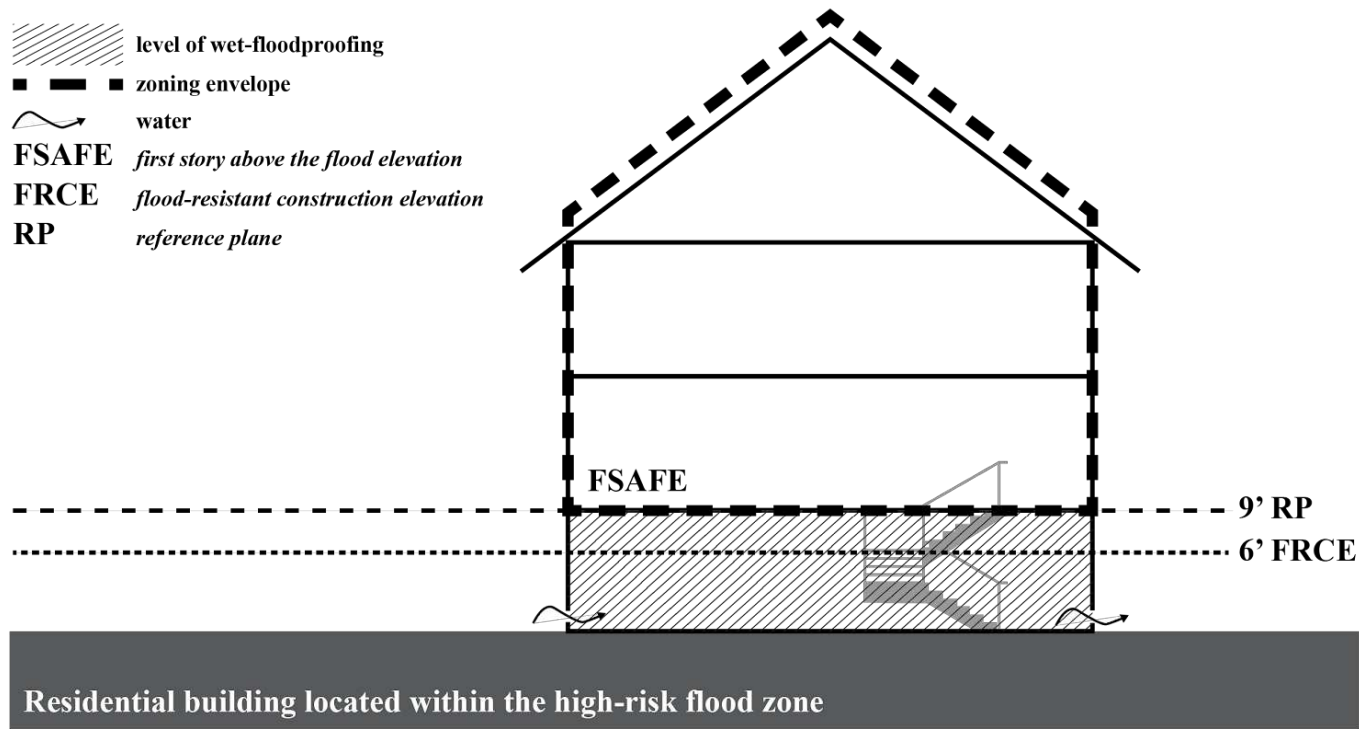 level of wet-floodproofing
zoning envelope
water
FSAFE first story above the flood elevation
FRCE flood-resistant construction elevation
RP reference plane
FSAFE
9’ RP
6’ FRCE
Residential building located within the high-risk flood zone